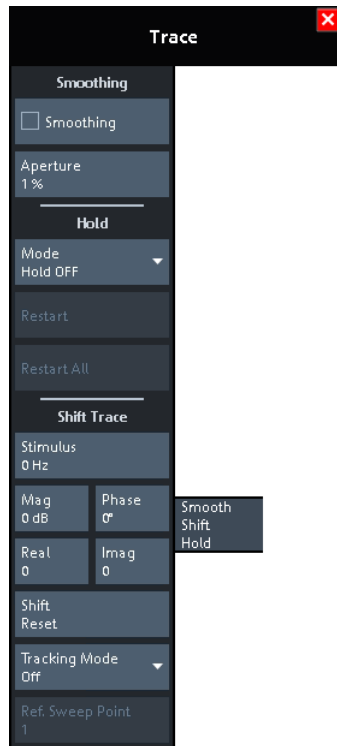 Trace
Smoothing
Smoothing
Aperture
1 %
Hold
Mode
Hold OFF
Restart
Restart All
Shift Trace
Stimulus
0 Hz
Mag
0 dB
Phase
0°
Real
0
Imag
0
Shift
Reset
Tracking Mode
Off
Ref. Sweep Point
1
Smooth
Shift
Hold